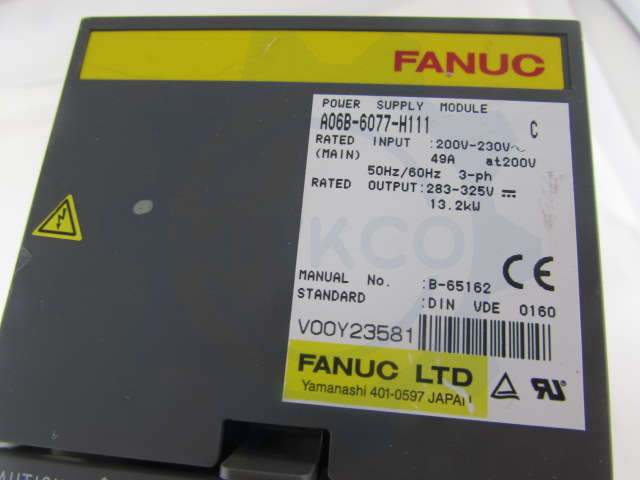 FANUC
POWER SUPPLY MODULE
A06B-6077-H111 C
RATED INPUT :200V-230V~
(MAIN) 49A at200V
50Hz/60Hz 3-ph
RATED OUTPUT:283-325V ⎓
13.2kW
MANUAL No. :B-65162
STANDARD :DIN VDE 0160
CE
V00Y23581
FANUC LTD
Yamanashi 401-0597 JAPAN